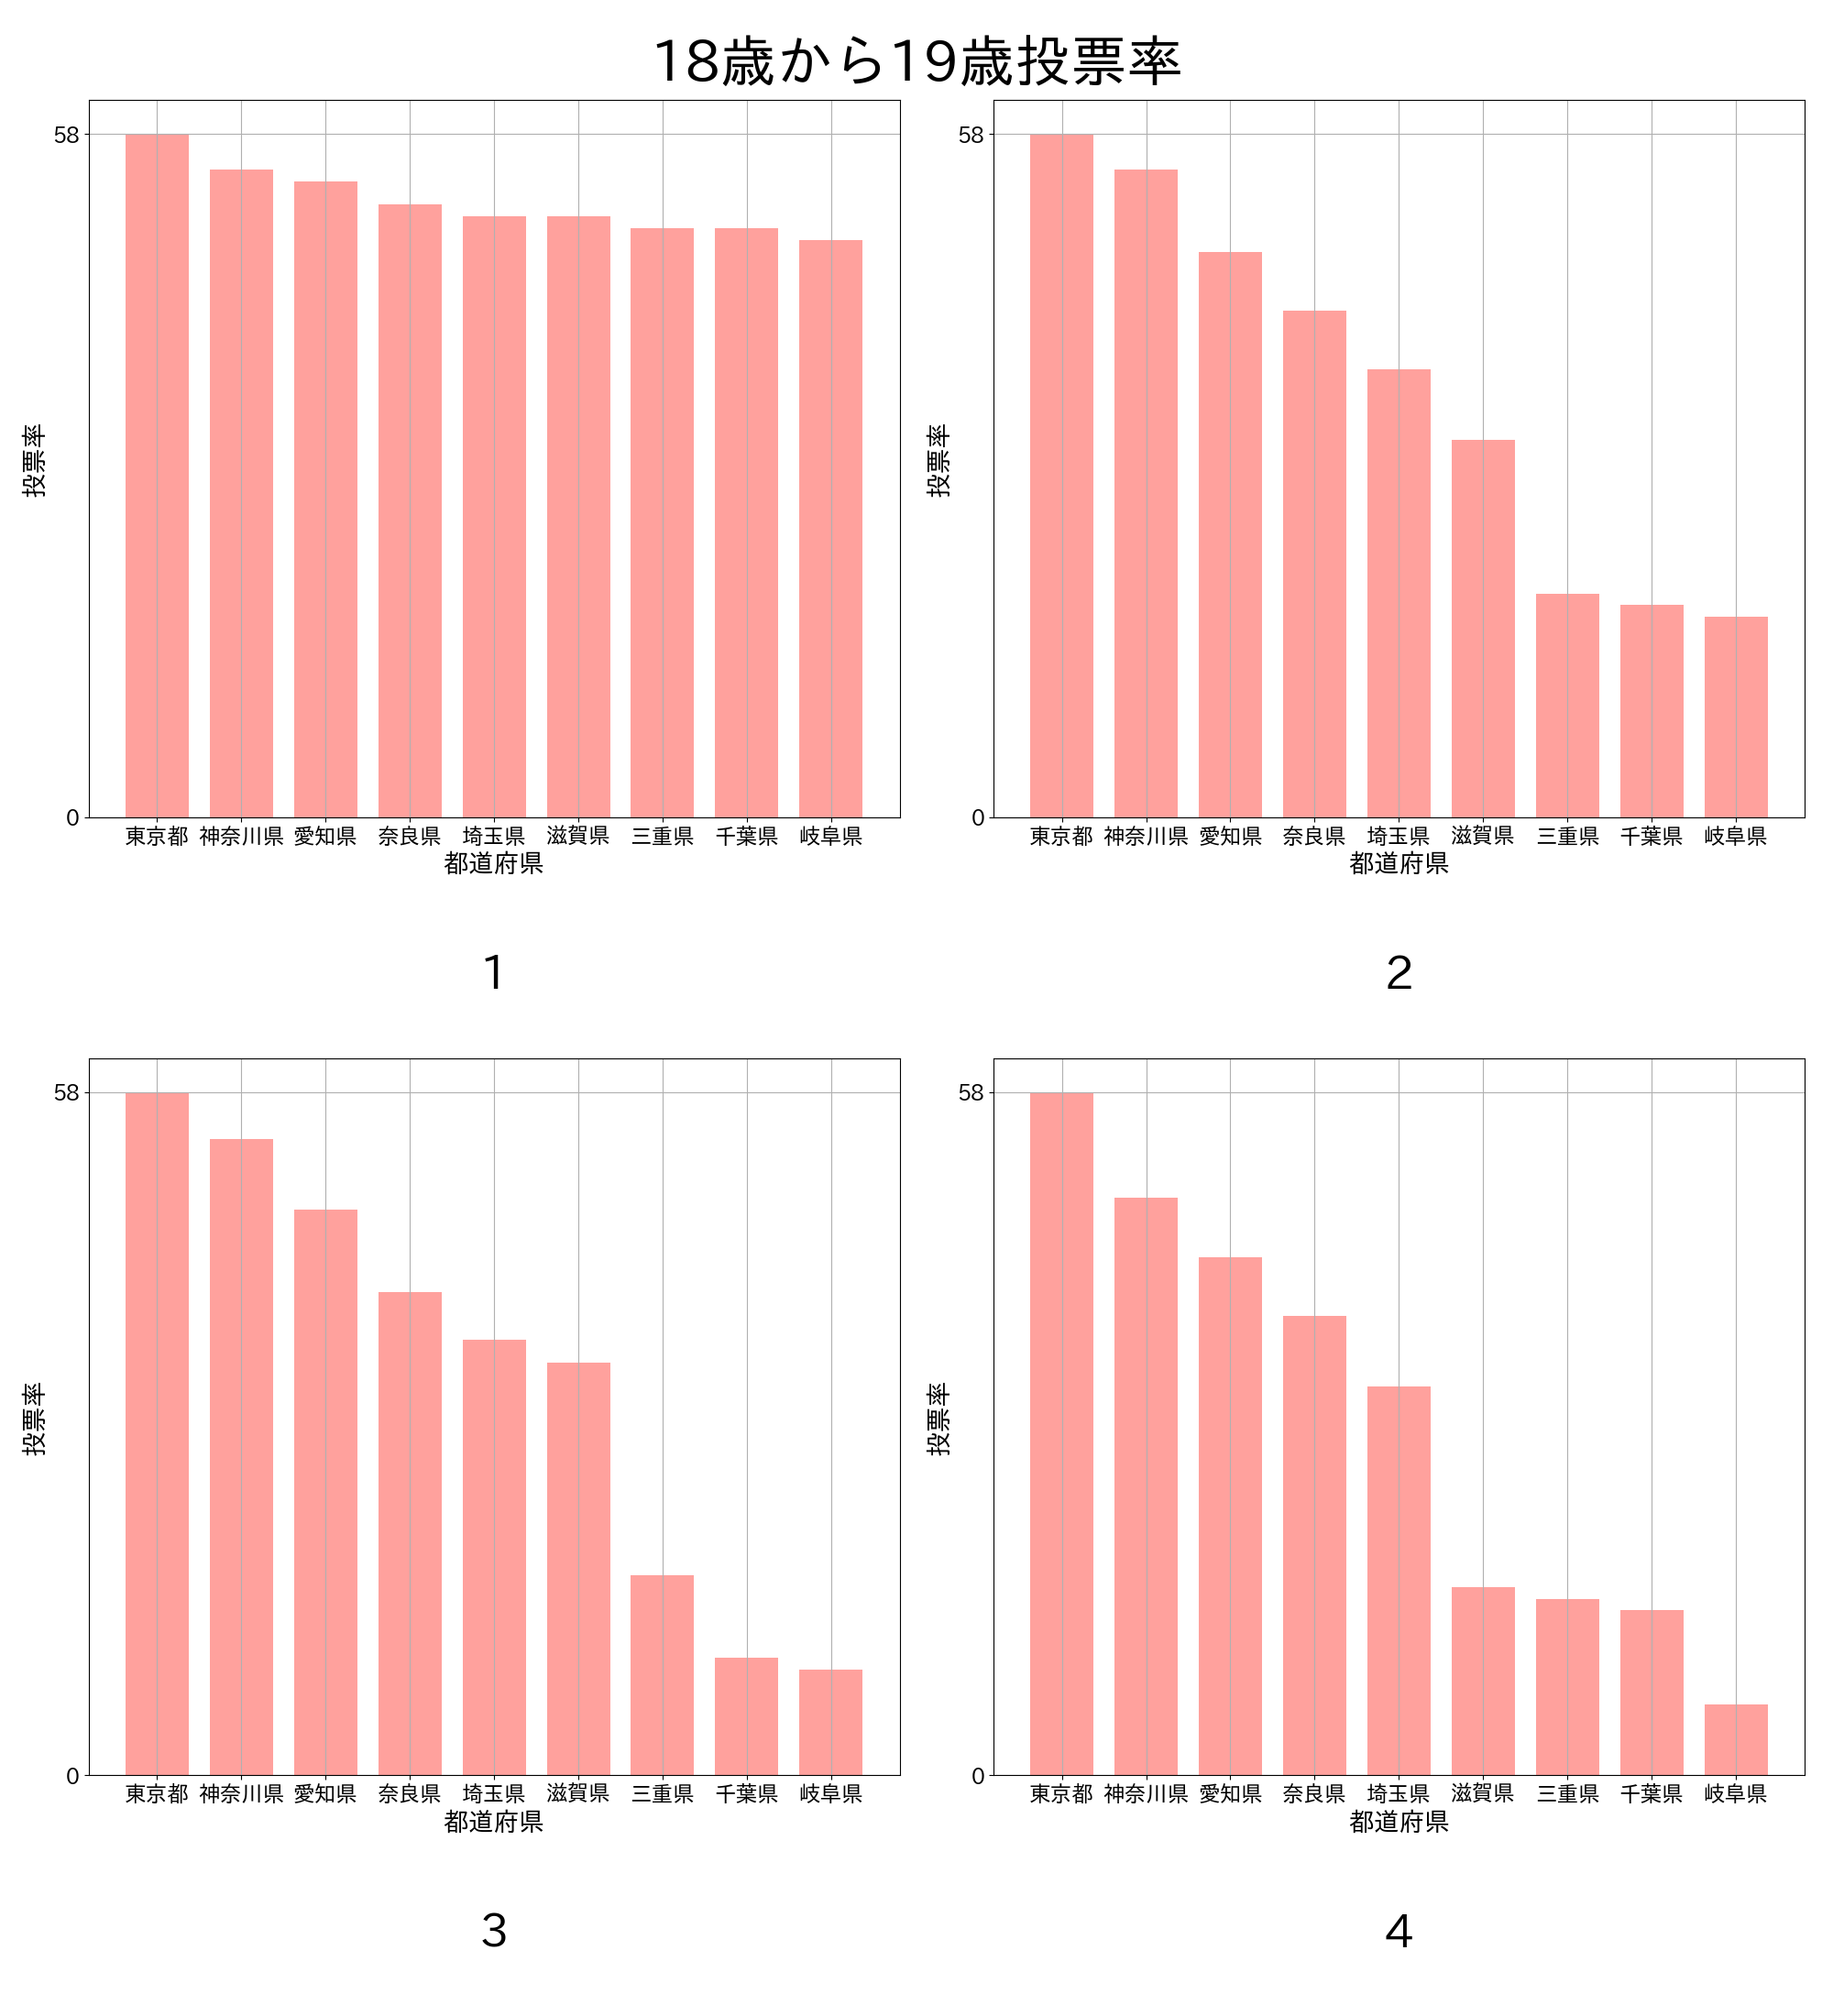 18歳から19歳投票率
58
0
投票率
東京都 神奈川県 愛知県 奈良県 埼玉県 滋賀県 三重県 千葉県 岐阜県
都道府県
1
58
0
投票率
東京都 神奈川県 愛知県 奈良県 埼玉県 滋賀県 三重県 千葉県 岐阜県
都道府県
2
58
0
投票率
東京都 神奈川県 愛知県 奈良県 埼玉県 滋賀県 三重県 千葉県 岐阜県
都道府県
3
58
0
投票率
東京都 神奈川県 愛知県 奈良県 埼玉県 滋賀県 三重県 千葉県 岐阜県
都道府県
4